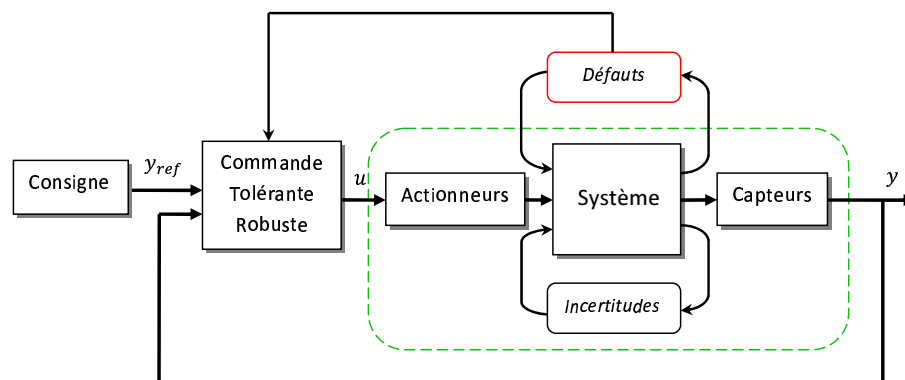 Défauts
Consigne
y_ref
Commande
Tolérante
Robuste
u
Actionneurs
Système
Capteurs
y
Incertitudes